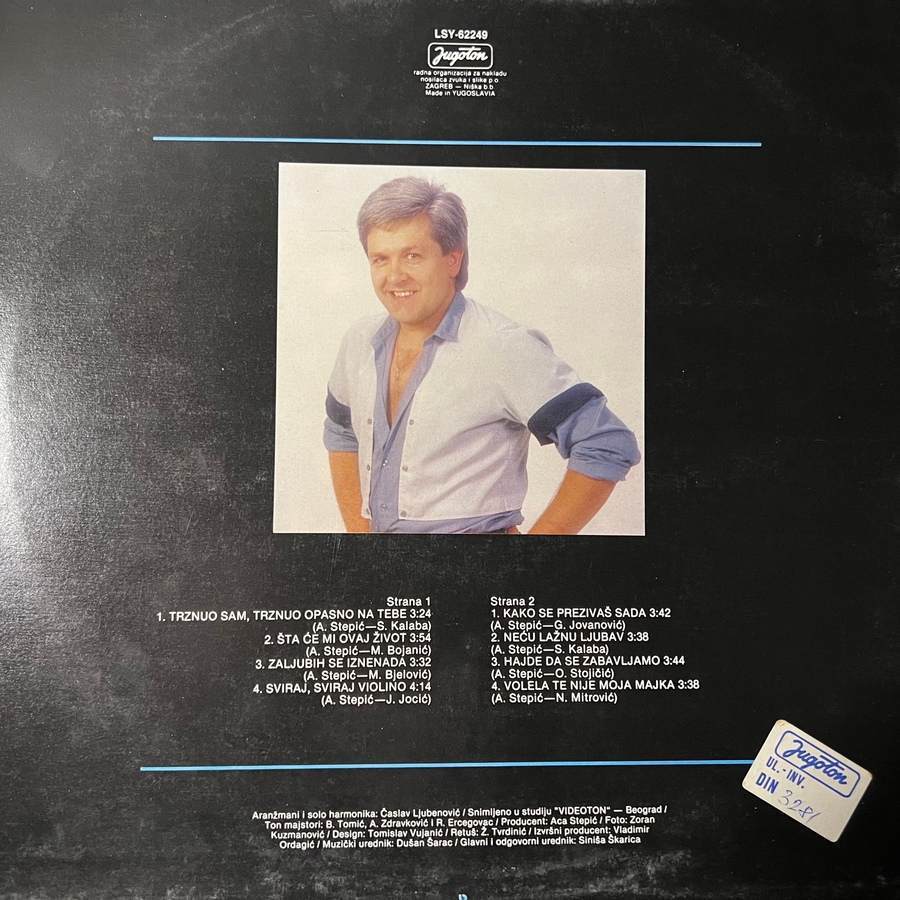 LSY-62249
Jugoton
radna organizacija za nakladu
nosilaca zvuka i slike p o
ZAGREB — Niška b b
Made in YUGOSLAVIA
Strana 1
1. TRZNUO SAM, TRZNUO OPASNO NA TEBE 3:24
(A. Stepić—S. Kalaba)
2. ŠTA ĆE MI OVAJ ŽIVOT 3:54
(A. Stepić—M. Bojanić)
3. ZALJUBIH SE IZNENADA 3:32
(A. Stepić—M. Bjelović)
4. SVIRAJ, SVIRAJ VIOLINO 4:14
(A. Stepić—J. Jocić)
Strana 2
1. KAKO SE PREZIVAŠ SADA 3:42
(A. Stepić—G. Jovanović)
2. NEĆU LAŽNU LJUBAV 3:38
(A. Stepić—S. Kalaba)
3. HAJDE DA SE ZABAVLJAMO 3:44
(A. Stepić—O. Stojičić)
4. VOLELA TE NIJE MOJA MAJKA 3:38
(A. Stepić—N. Mitrović)
Jugoton
UL.-INV.
DIN 3281
Aranžmani i solo harmonika: Časlav Ljubenović / Snimljeno u studiju "VIDEOTON" — Beograd /
Ton majstori: B. Tomić, A. Zdravković i R. Ercegovac / Producent: Aca Stepić / Foto: Zoran
Kuzmanović / Design: Tomislav Vujanić / Retuš: Ž. Tvrdinić / Izvršni producent: Vladimir
Ordagić / Muzički urednik: Dušan Šarac / Glavni i odgovorni urednik: Siniša Škarica